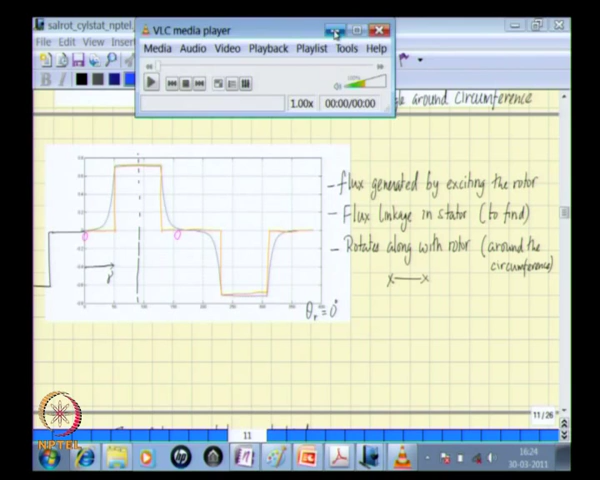 salrot_cylstat_nptel.
VLC media player
File Edit View Insert
Media Audio Video Playback Playlist Tools Help
1.00x 00:00/00:00
around circumference
- flux generated by exciting the rotor
- Flux linkage in stator (to find)
- Rotates along with rotor (around the
circumference)
x——x
θr = 0°
11 / 26
NPTEL
11
16:24
30-03-2011